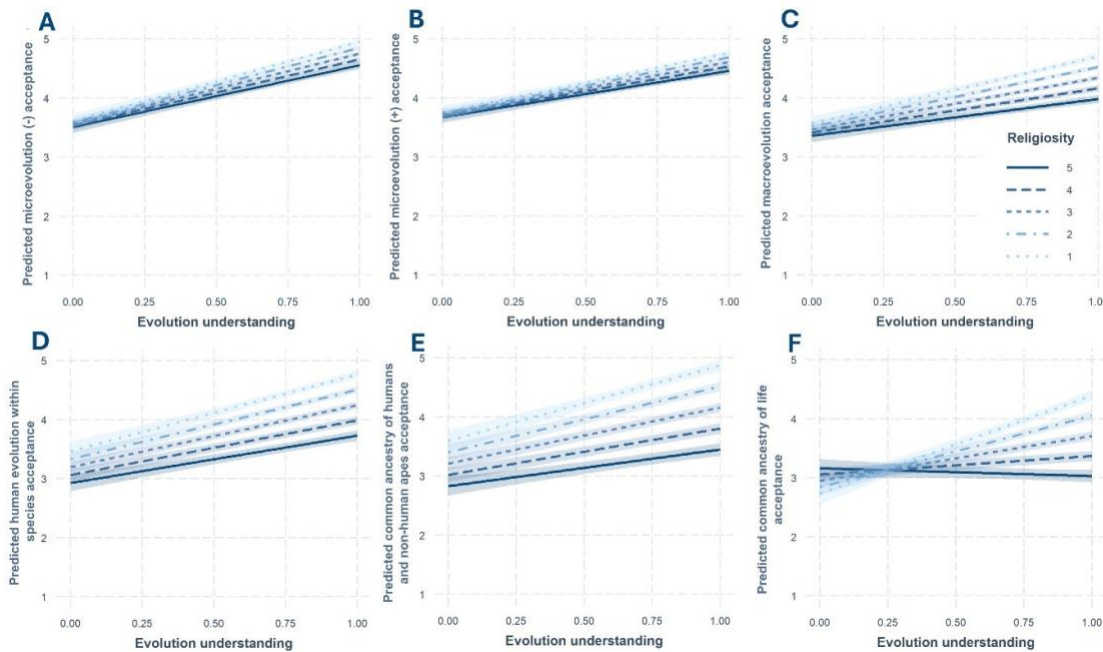 A
Predicted microevolution (-) acceptance
5
4
3
2
1
0.00 0.25 0.50 0.75 1.00
Evolution understanding
B
Predicted microevolution (+) acceptance
5
4
3
2
1
0.00 0.25 0.50 0.75 1.00
Evolution understanding
C
Predicted macroevolution acceptance
5
4
3
2
1
0.00 0.25 0.50 0.75 1.0
Evolution understanding
Religiosity
5
4
3
2
1
D
Predicted human evolution within
species acceptance
5
4
3
2
1
0.00 0.25 0.50 0.75 1.00
Evolution understanding
E
Predicted common ancestry of humans
and non-human apes acceptance
5
4
3
2
1
0.00 0.25 0.50 0.75 1.00
Evolution understanding
F
Predicted common ancestry of life
acceptance
5
4
3
2
1
0.00 0.25 0.50 0.75 1.00
Evolution understanding